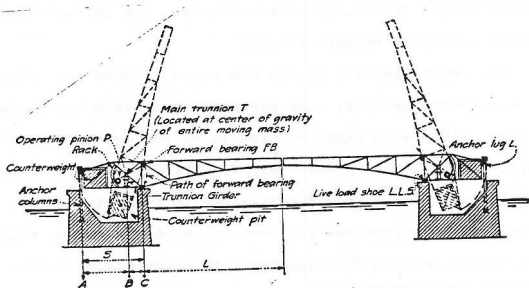 Main trunnion T
(Located at center of gravity
of entire moving mass)
Operating pinion P.
Rack
Forward bearing FB
Counterweight
Anchor lug L
Path of forward bearing
Trunnion Girder
Live load shoe L.L.S.
Anchor
columns
Counterweight pit
S
L
A
B
C